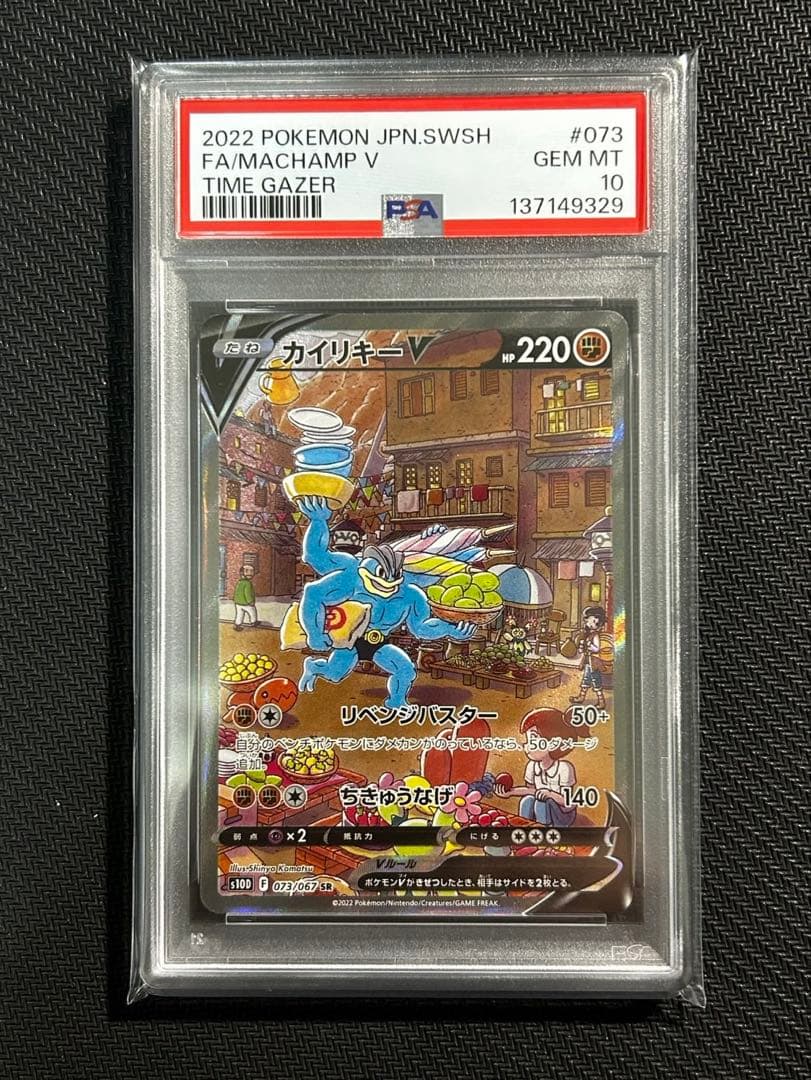 2022 POKEMON JPN.SWSH #073
FA/MACHAMP V GEM MT
TIME GAZER 10
PSA 137149329
たね カイリキーV HP 220
リベンジバスター 50+
自分のベンチポケモンにダメカンがのっているなら、50ダメージ
追加。
ちきゅうなげ 140
弱点 ×2 抵抗力 にげる
Vルール
Illus. Shinya Komatsu
ポケモンVがきぜつしたとき、相手はサイドを2枚とる。
s10D F 073/067 SR
©2022 Pokémon/Nintendo/Creatures/GAME FREAK.